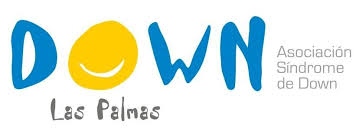 DOWN
Las Palmas
Asociación
Síndrome
de Down